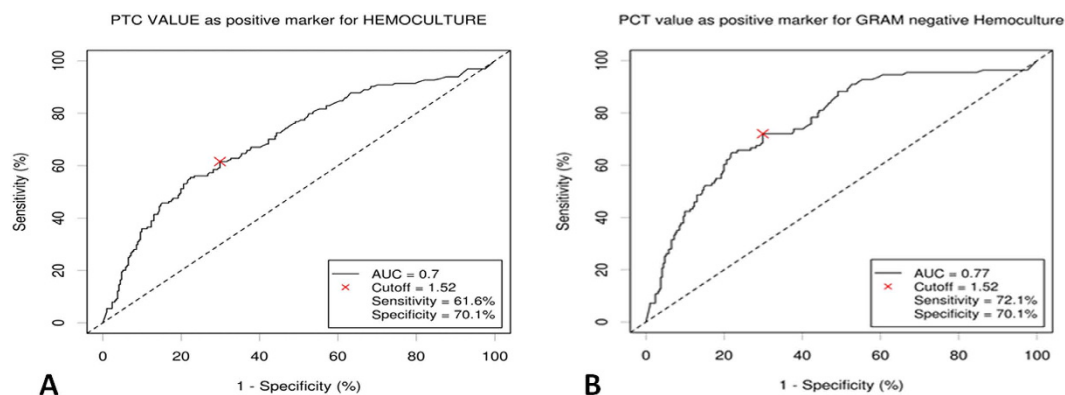 PTC VALUE as positive marker for HEMOCULTURE
Sensitivity (%)
100
80
60
40
20
0
AUC = 0.7
Cutoff = 1.52
Sensitivity = 61.6%
Specificity = 70.1%
0 20 40 60 80 100
1 - Specificity (%)
A
PCT value as positive marker for GRAM negative Hemoculture
Sensitivity (%)
100
80
60
40
20
0
AUC = 0.77
Cutoff = 1.52
Sensitivity = 72.1%
Specificity = 70.1%
0 20 40 60 80 100
1 - Specificity (%)
B